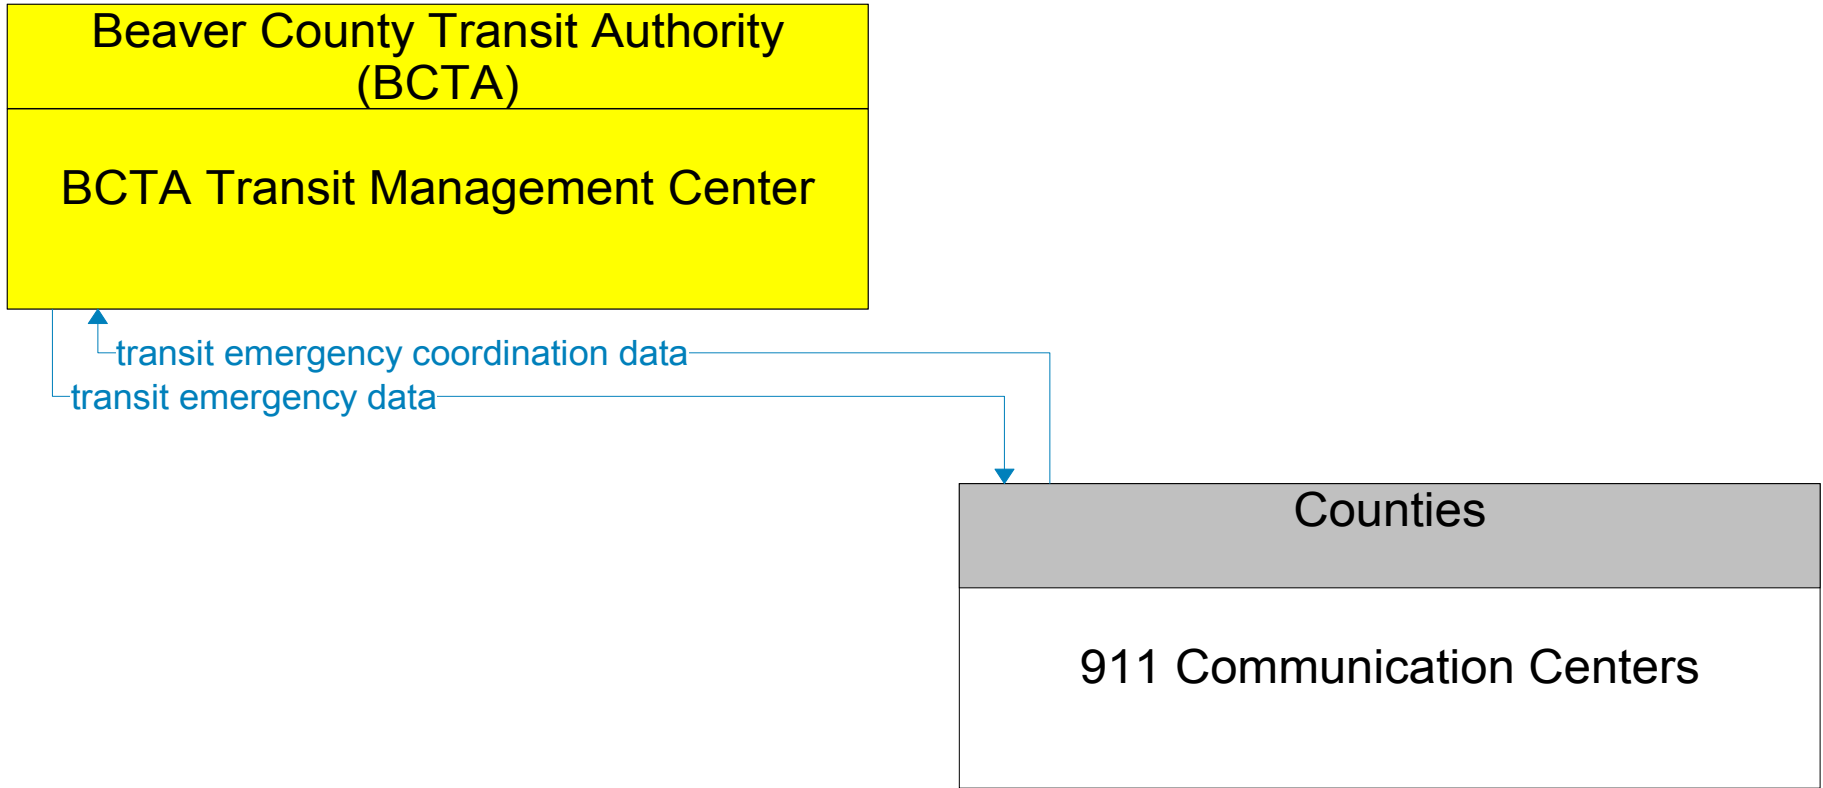 Beaver County Transit Authority
(BCTA)
BCTA Transit Management Center
transit emergency coordination data
transit emergency data
Counties
911 Communication Centers